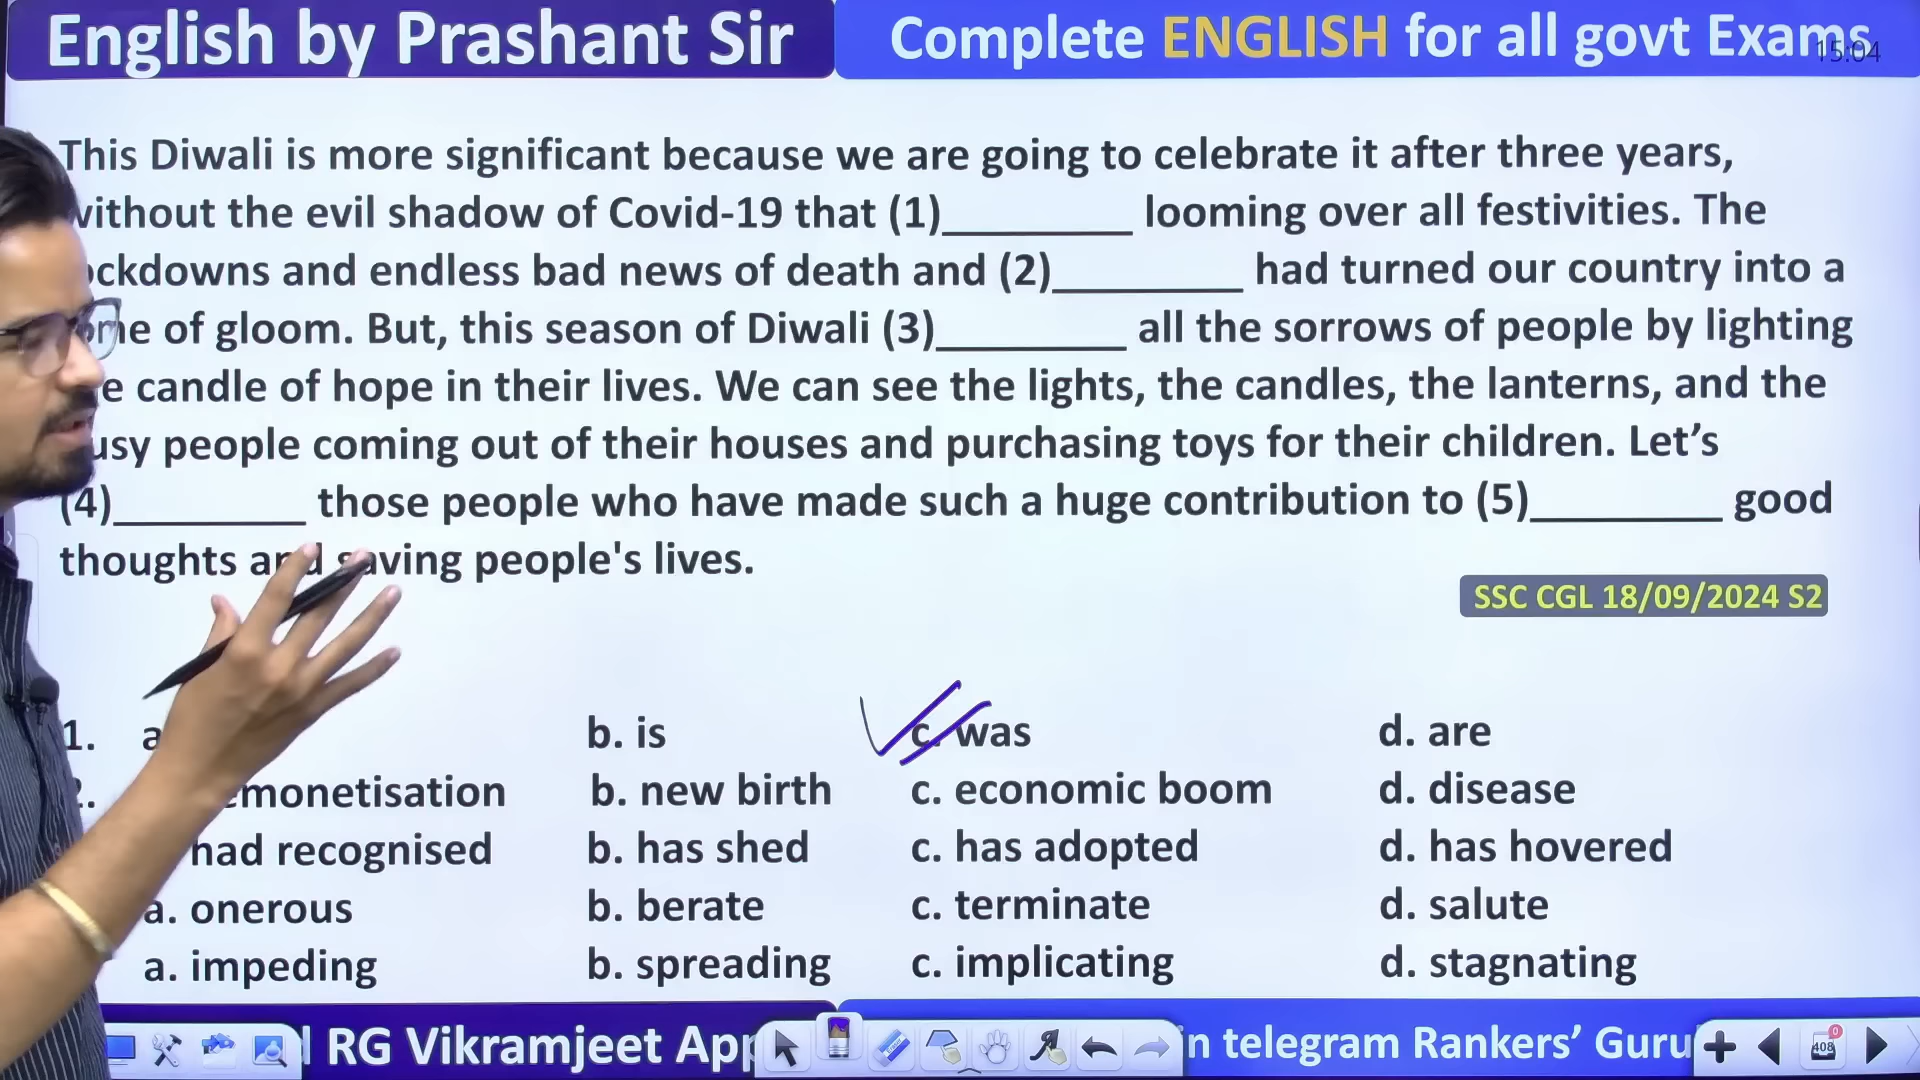 English by Prashant Sir
Complete ENGLISH for all govt Exams
15:04
This Diwali is more significant because we are going to celebrate it after three years,
without the evil shadow of Covid-19 that (1)________ looming over all festivities. The
lockdowns and endless bad news of death and (2)________ had turned our country into a
of gloom. But, this season of Diwali (3)________ all the sorrows of people by lighting
candle of hope in their lives. We can see the lights, the candles, the lanterns, and the
people coming out of their houses and purchasing toys for their children. Let's
(4)________ those people who have made such a huge contribution to (5)________ good
thoughts and saving people's lives.
SSC CGL 18/09/2024 S2
1. a b. is c. was d. are
demonetisation b. new birth c. economic boom d. disease
had recognised b. has shed c. has adopted d. has hovered
a. onerous b. berate c. terminate d. salute
a. impeding b. spreading c. implicating d. stagnating
RG Vikramjeet App
in telegram Rankers' Guru
408
0